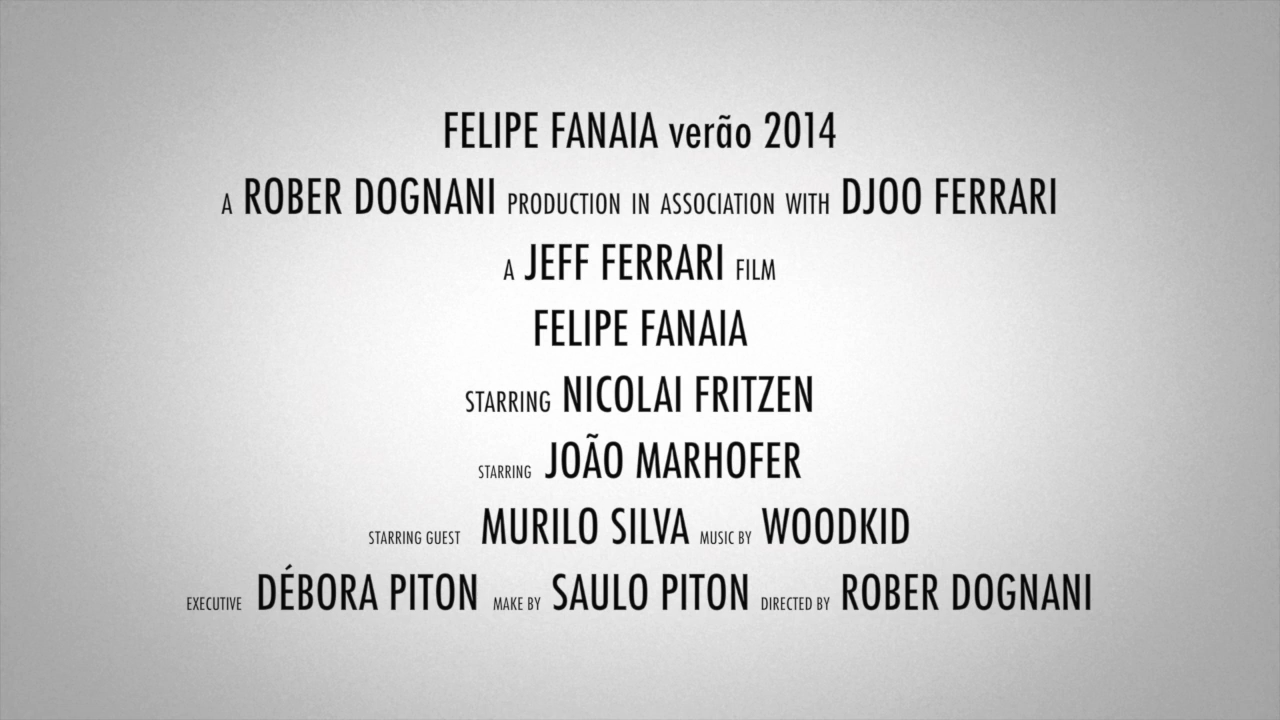 FELIPE FANAIA verão 2014
A ROBER DOGNANI PRODUCTION IN ASSOCIATION WITH DJOO FERRARI
A JEFF FERRARI FILM
FELIPE FANAIA
STARRING NICOLAI FRITZEN
STARRING JOÃO MARHOFER
STARRING GUEST MURILO SILVA MUSIC BY WOODKID
EXECUTIVE DÉBORA PITON MAKE BY SAULO PITON DIRECTED BY ROBER DOGNANI